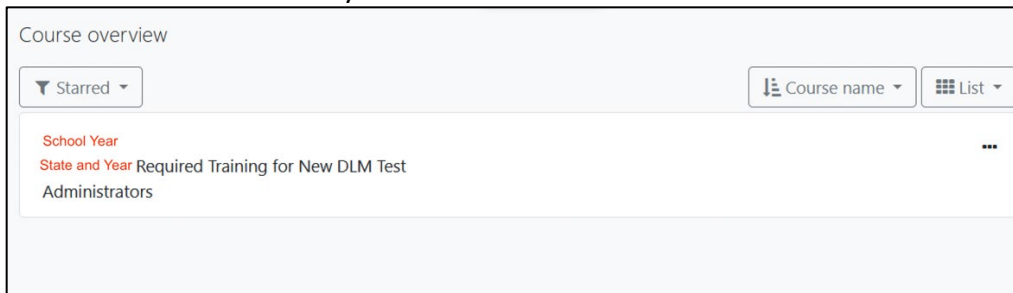 Course overview
Starred
Course name
List
School Year
State and Year Required Training for New DLM Test
Administrators